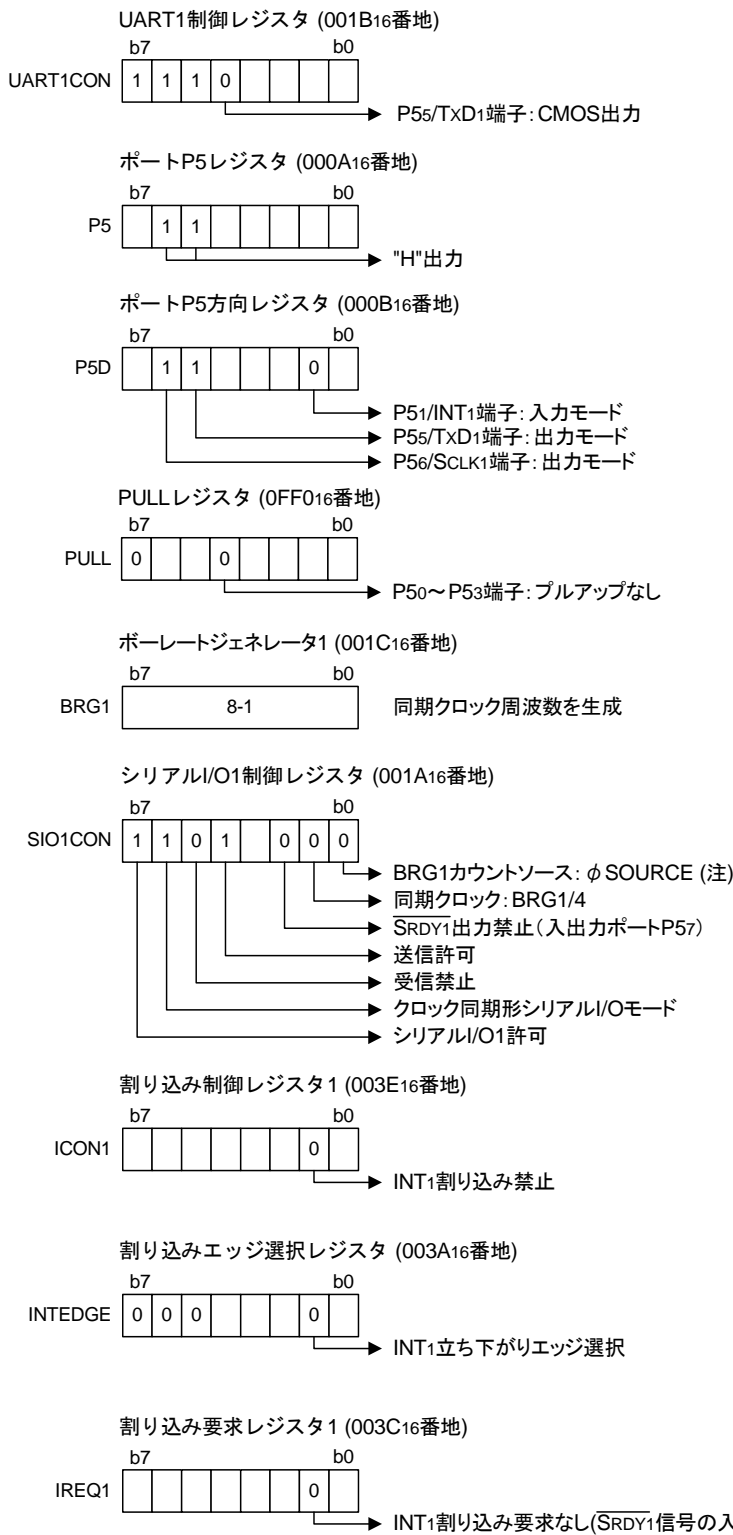 UART1制御レジスタ (001B16番地)
b7 b0
UART1CON 1 1 1 0
P55/TXD1端子：CMOS出力
ポートP5レジスタ (000A16番地)
b7 b0
P5 1 1
"H"出力
ポートP5方向レジスタ (000B16番地)
b7 b0
P5D 1 1 0
P51/INT1端子：入力モード
P55/TXD1端子：出力モード
P56/SCLK1端子：出力モード
PULLレジスタ (0FF016番地)
b7 b0
PULL 0 0
P50～P53端子：プルアップなし
ボーレートジェネレータ1 (001C16番地)
b7 b0
BRG1 8-1 同期クロック周波数を生成
シリアルI/O1制御レジスタ (001A16番地)
b7 b0
SIO1CON 1 1 0 1 0 0 0
BRG1カウントソース：φSOURCE (注)
同期クロック：BRG1/4
SRDY1出力禁止（入出力ポートP57）
送信許可
受信禁止
クロック同期形シリアルI/Oモード
シリアルI/O1許可
割り込み制御レジスタ1 (003E16番地)
b7 b0
ICON1 0
INT1割り込み禁止
割り込みエッジ選択レジスタ (003A16番地)
b7 b0
INTEDGE 0 0 0 0
INT1立ち下がりエッジ選択
割り込み要求レジスタ1 (003C16番地)
b7 b0
IREQ1 0
INT1割り込み要求なし(SRDY1信号の入